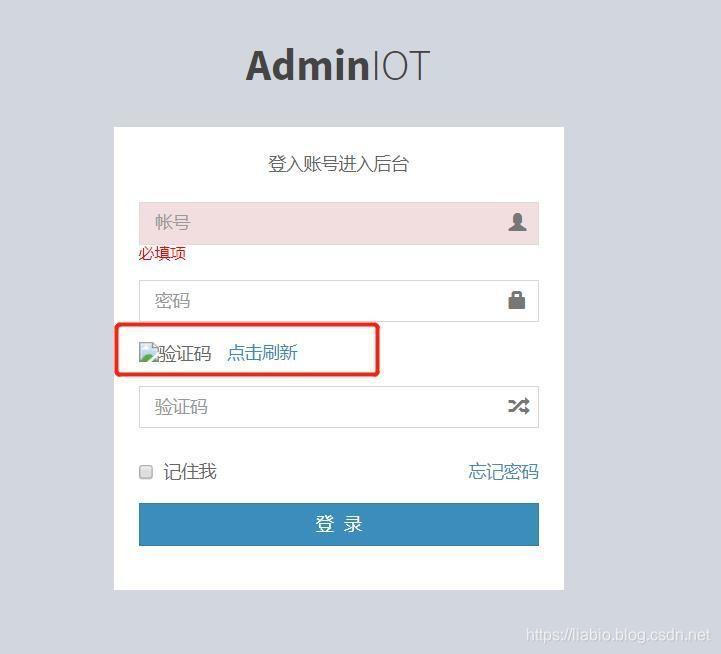 AdminIOT
登入账号进入后台
帐号
必填项
密码
验证码 点击刷新
验证码
记住我 忘记密码
登 录
https://liabio.blog.csdn.net